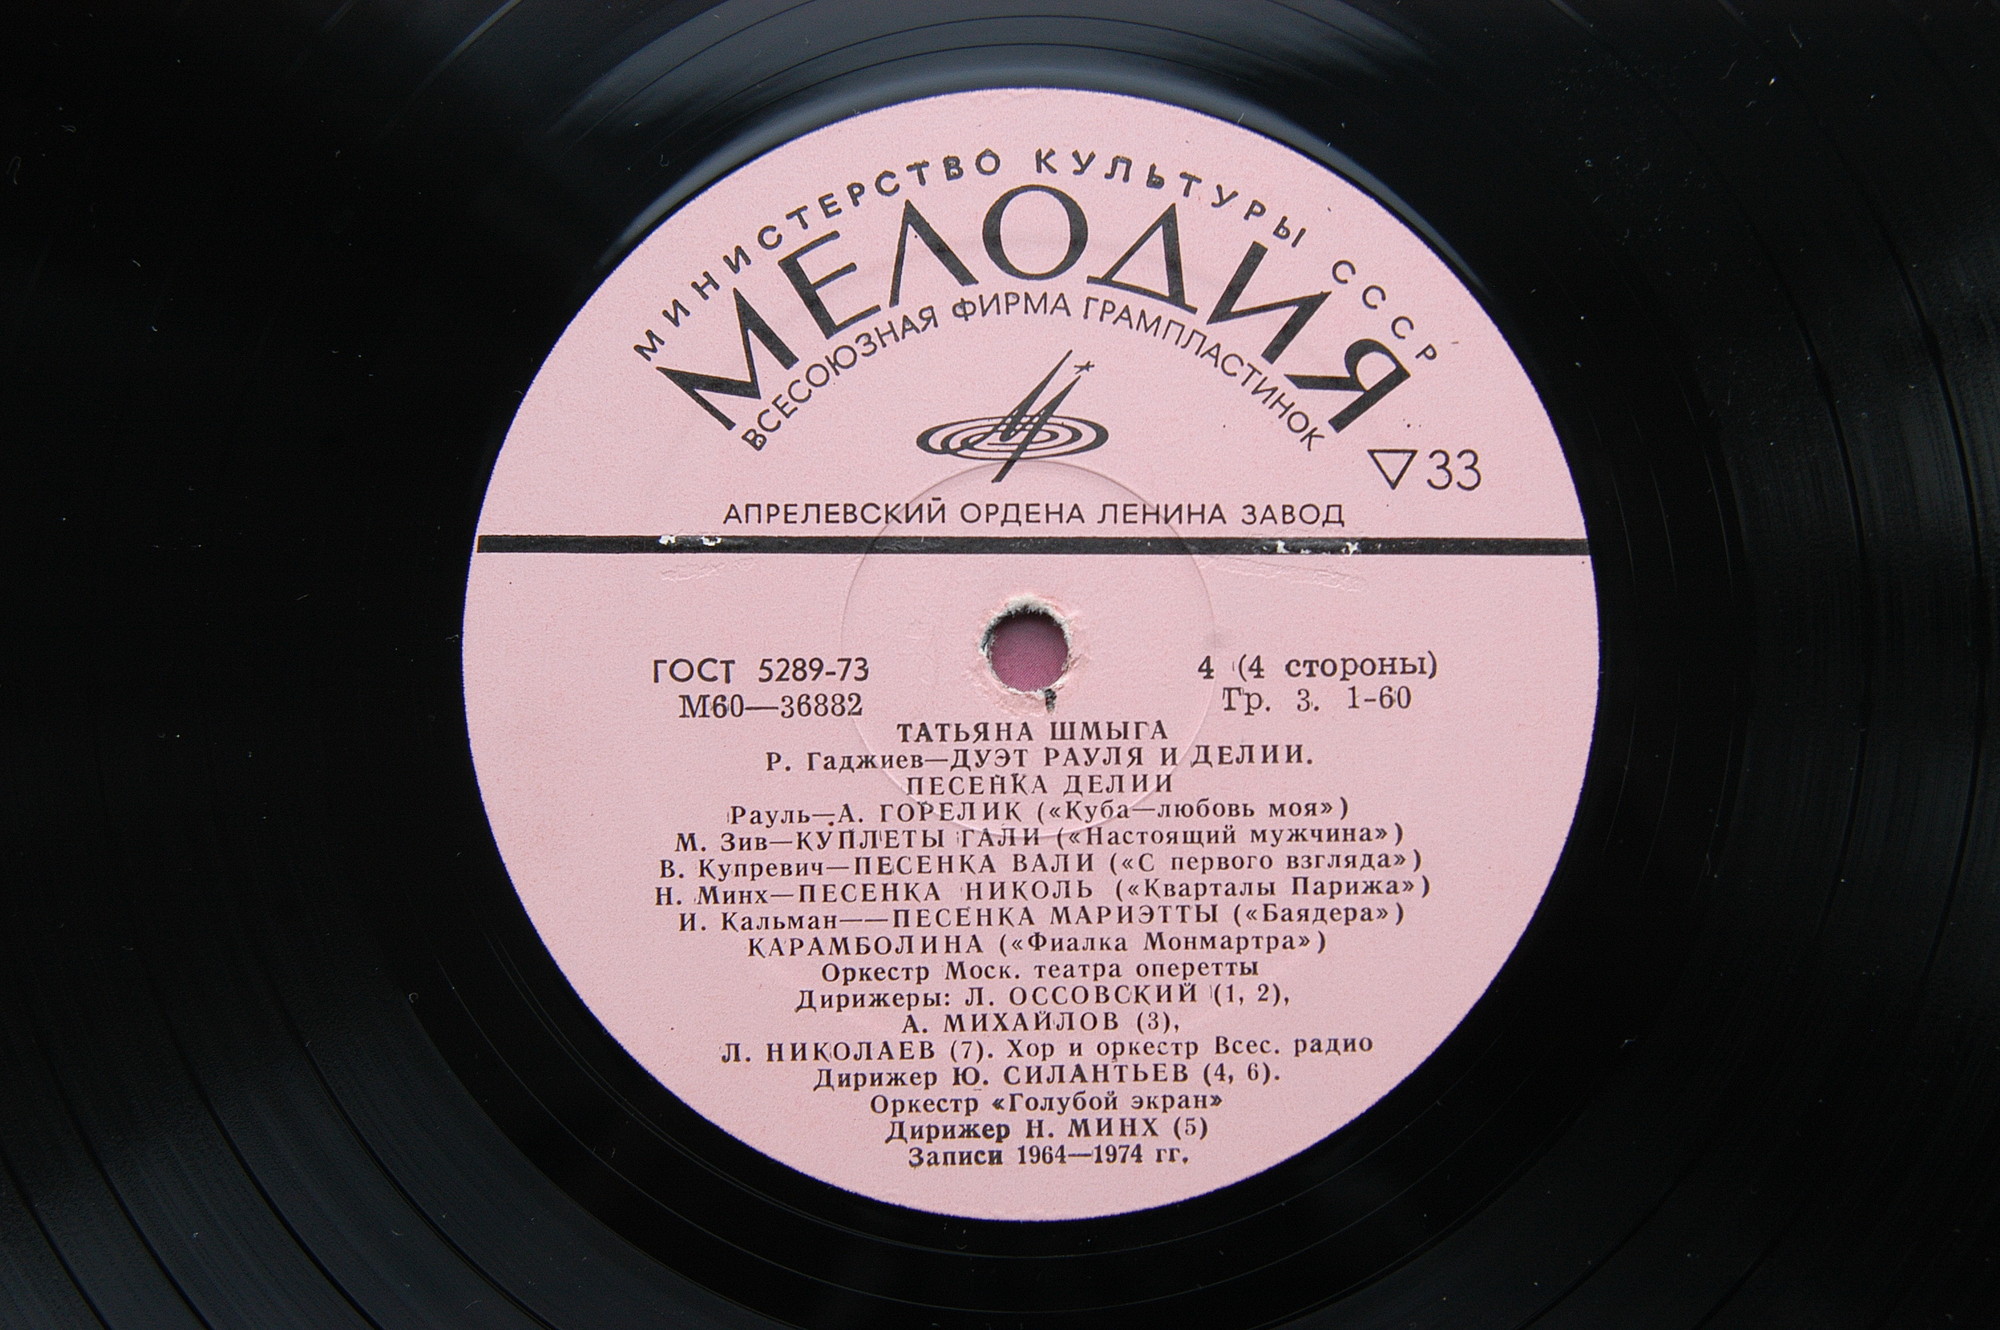 МИНИСТЕРСТВО КУЛЬТУРЫ СССР
МЕЛОДИЯ
ВСЕСОЮЗНАЯ ФИРМА ГРАМПЛАСТИНОК
33
АПРЕЛЕВСКИЙ ОРДЕНА ЛЕНИНА ЗАВОД
ГОСТ 5289-73
М60—36882
4 (4 стороны)
Гр. 3. 1-60
ТАТЬЯНА ШМЫГА
Р. Гаджиев—ДУЭТ РАУЛЯ И ДЕЛИИ.
ПЕСЕНКА ДЕЛИИ
Рауль—А. ГОРЕЛИК («Куба—любовь моя»)
М. Зив—КУПЛЕТЫ ГАЛИ («Настоящий мужчина»)
В. Купревич—ПЕСЕНКА ВАЛИ («С первого взгляда»)
Н. Минх—ПЕСЕНКА НИКОЛЬ («Кварталы Парижа»)
И. Кальман——ПЕСЕНКА МАРИЭТТЫ («Баядера»)
КАРАМБОЛИНА («Фиалка Монмартра»)
Оркестр Моск. театра оперетты
Дирижеры: Л. ОССОВСКИЙ (1, 2),
А. МИХАЙЛОВ (3),
Л. НИКОЛАЕВ (7). Хор и оркестр Всес. радио
Дирижер Ю. СИЛАНТЬЕВ (4, 6).
Оркестр «Голубой экран»
Дирижер Н. МИНХ (5)
Записи 1964—1974 гг.